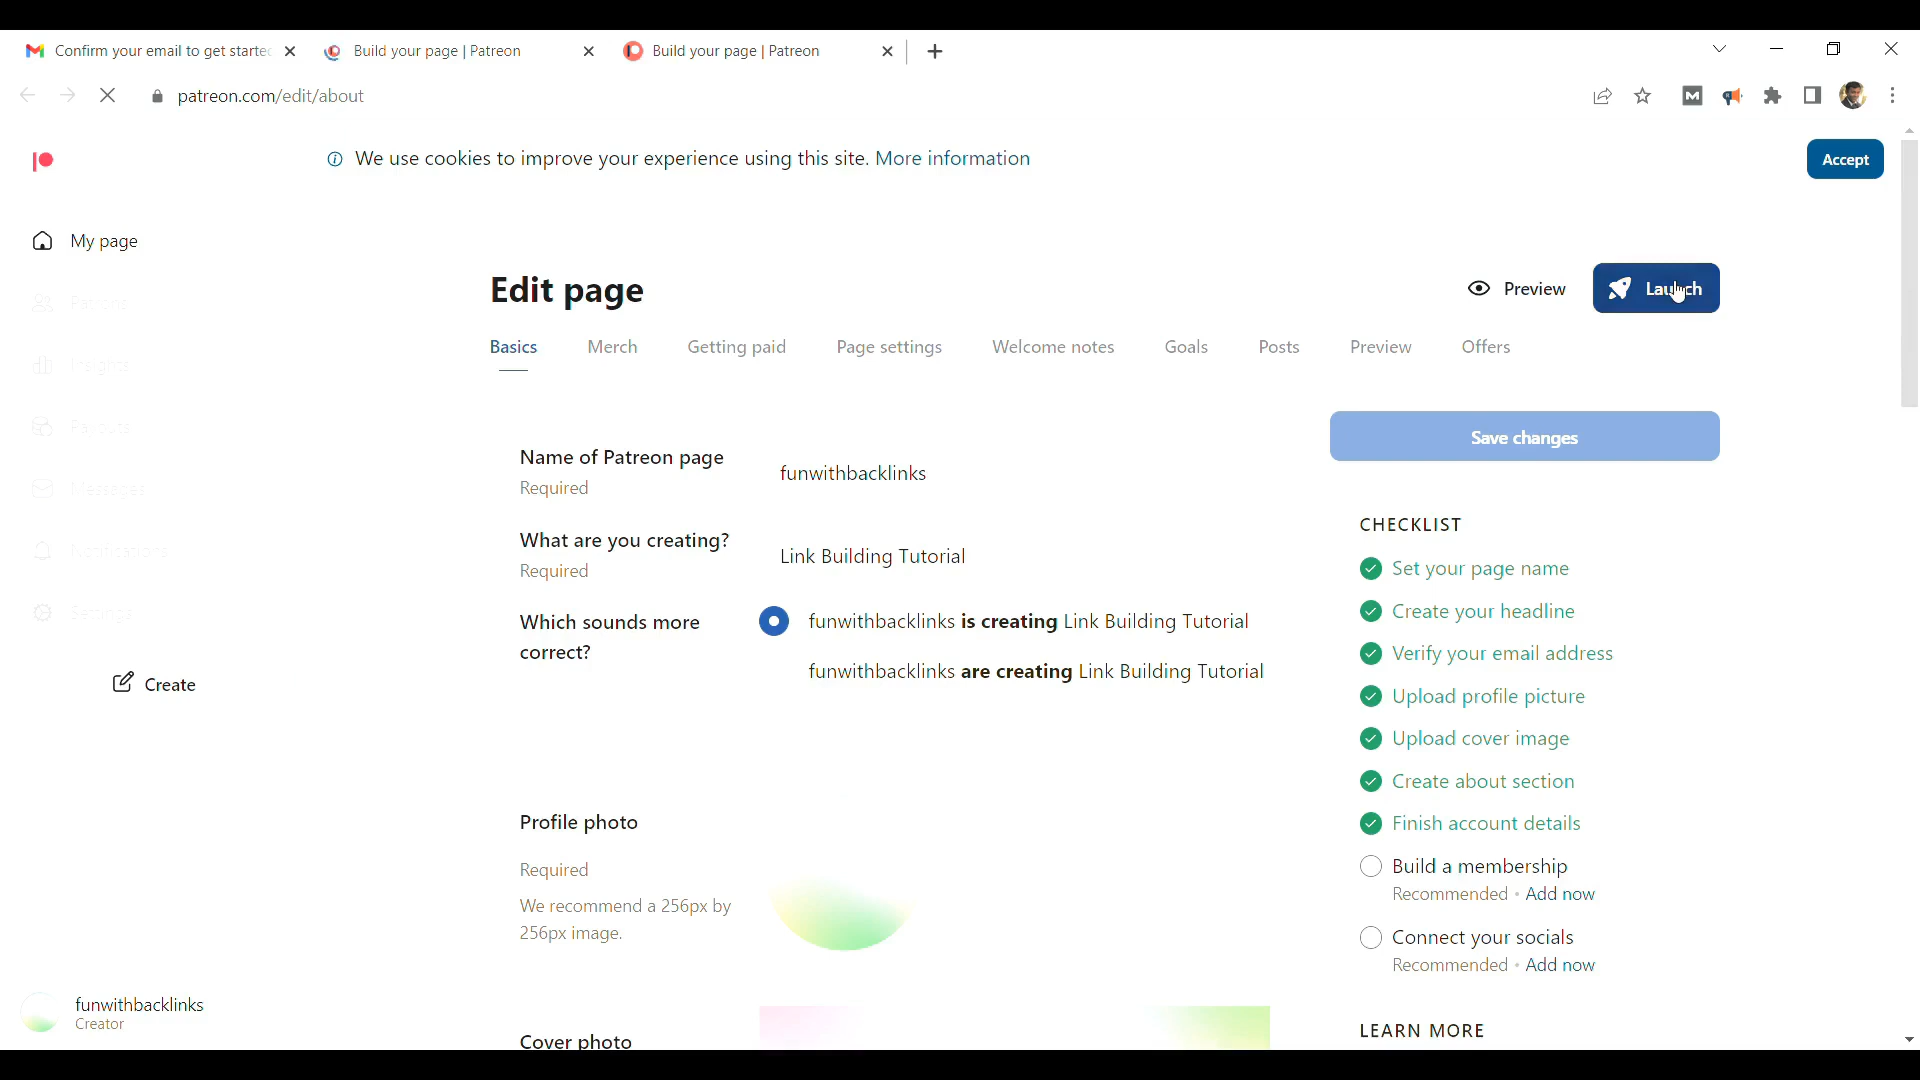 Confirm your email to get starte
Build your page | Patreon
Build your page | Patreon
patreon.com/edit/about
We use cookies to improve your experience using this site. More information
Accept
My page
Patrons
Insights
Payouts
Messages
Notifications
Settings
Create
funwithbacklinks
Creator
Edit page
Preview
Launch
Basics Merch Getting paid Page settings Welcome notes Goals Posts Preview Offers
Name of Patreon page
Required
funwithbacklinks
What are you creating?
Required
Link Building Tutorial
Which sounds more
correct?
funwithbacklinks is creating Link Building Tutorial
funwithbacklinks are creating Link Building Tutorial
Profile photo
Required
We recommend a 256px by
256px image.
Cover photo
Save changes
CHECKLIST
Set your page name
Create your headline
Verify your email address
Upload profile picture
Upload cover image
Create about section
Finish account details
Build a membership
Recommended • Add now
Connect your socials
Recommended • Add now
LEARN MORE